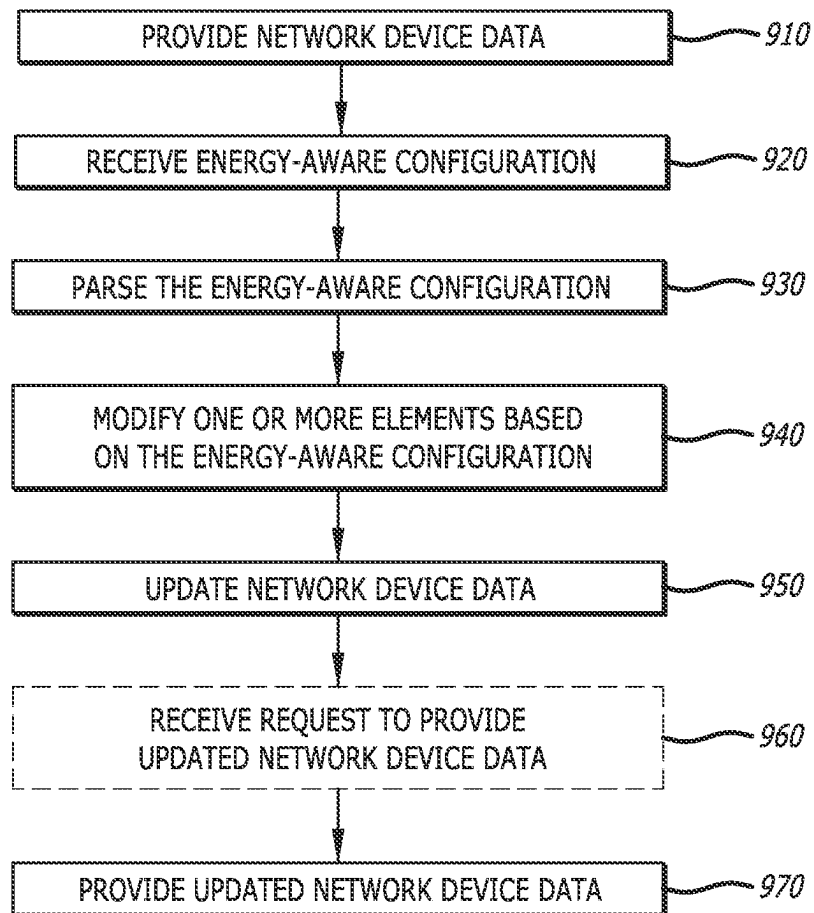 PROVIDE NETWORK DEVICE DATA 910
RECEIVE ENERGY-AWARE CONFIGURATION 920
PARSE THE ENERGY-AWARE CONFIGURATION 930
MODIFY ONE OR MORE ELEMENTS BASED
ON THE ENERGY-AWARE CONFIGURATION 940
UPDATE NETWORK DEVICE DATA 950
RECEIVE REQUEST TO PROVIDE
UPDATED NETWORK DEVICE DATA 960
PROVIDE UPDATED NETWORK DEVICE DATA 970